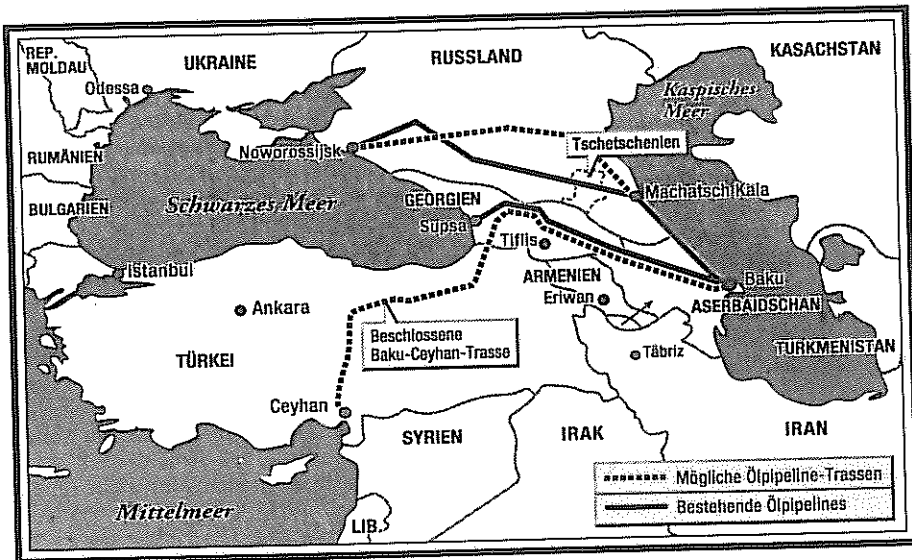 REP.
MOLDAU
UKRAINE
RUSSLAND
KASACHSTAN
Odessa
Kaspisches
Meer
Noworossijsk
Tschetschenien
RUMÄNIEN
Machatschkala
BULGARIEN
Schwarzes Meer
GEORGIEN
Supsa
Tiflis
Istanbul
ARMENIEN
Baku
Ankara
Eriwan
ASERBAIDSCHAN
Beschlossene
Baku-Ceyhan-Trasse
TÜRKEI
Täbriz
TURKMENISTAN
Ceyhan
SYRIEN
IRAK
IRAN
Mögliche Ölpipeline-Trassen
Mittelmeer
LIB.
Bestehende Ölpipelines